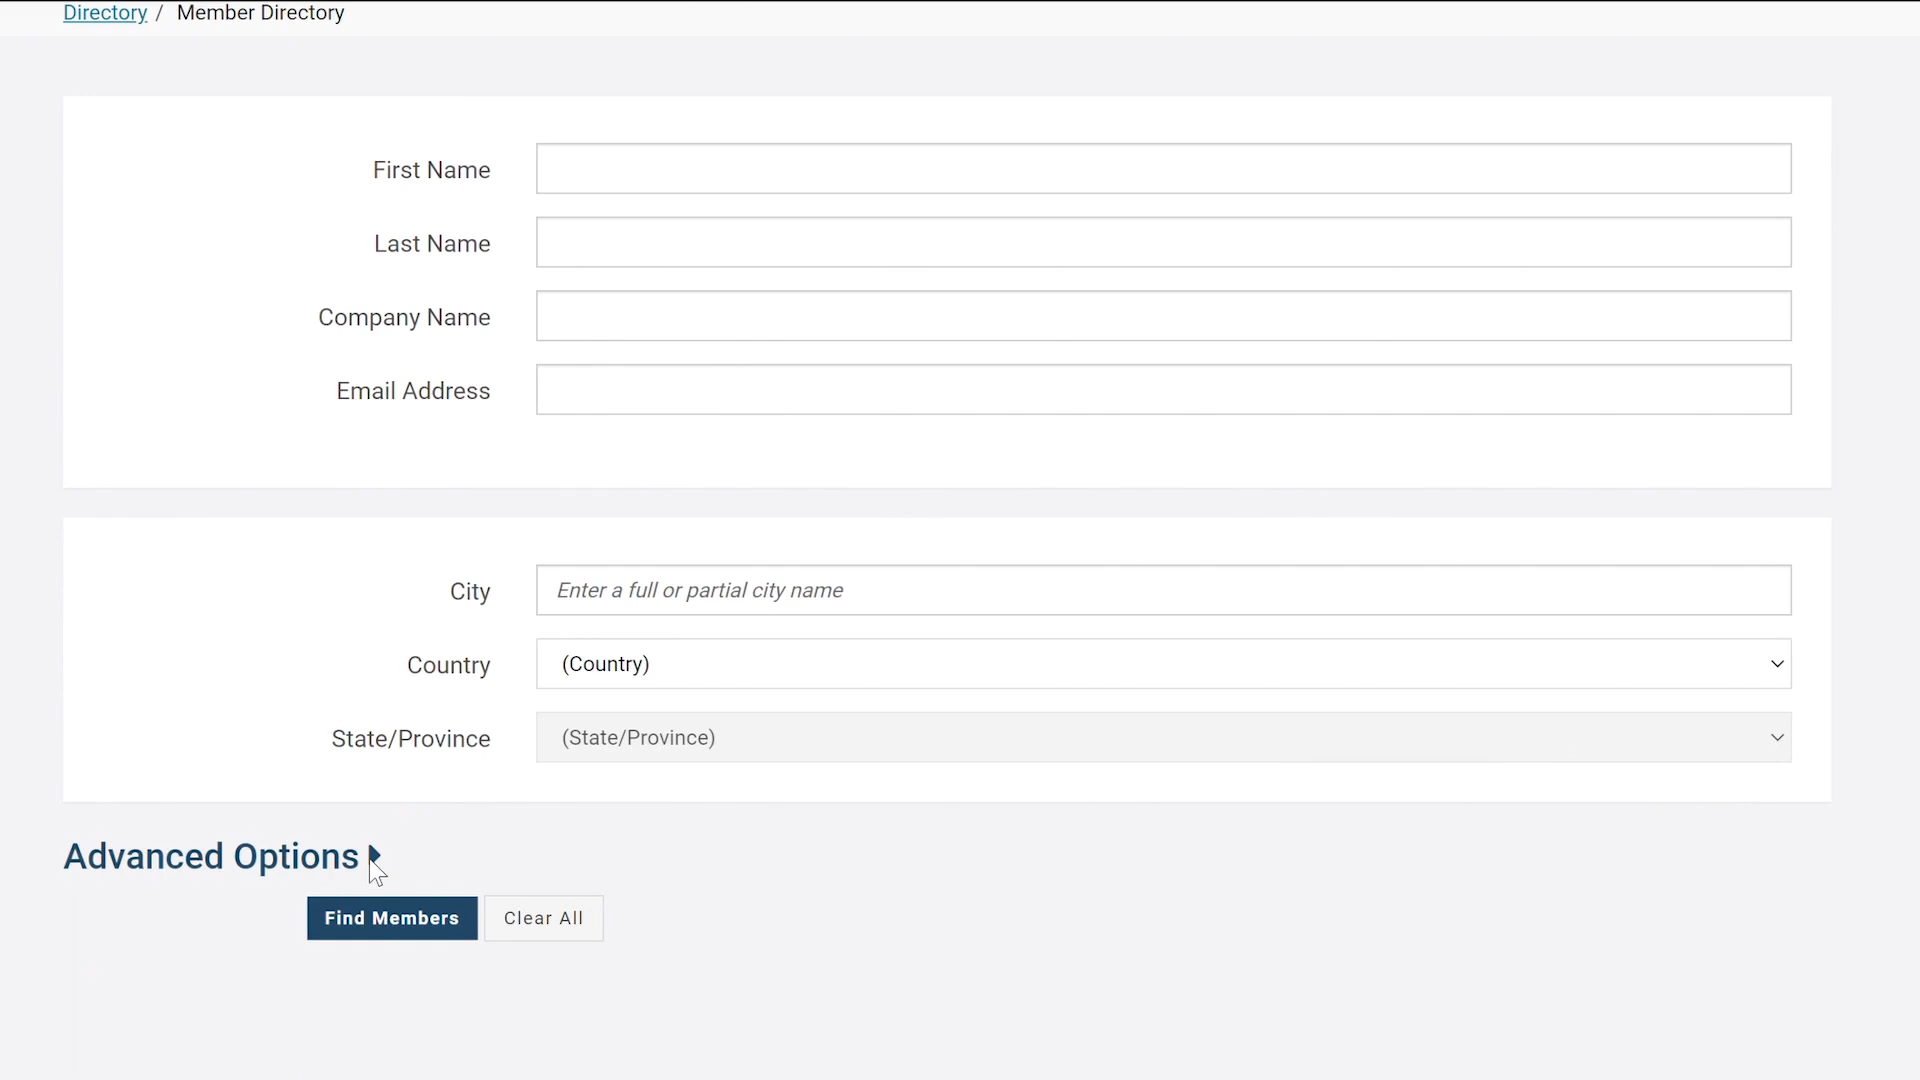 Directory / Member Directory
First Name
Last Name
Company Name
Email Address
City Enter a full or partial city name
Country (Country)
State/Province (State/Province)
Advanced Options
Find Members Clear All